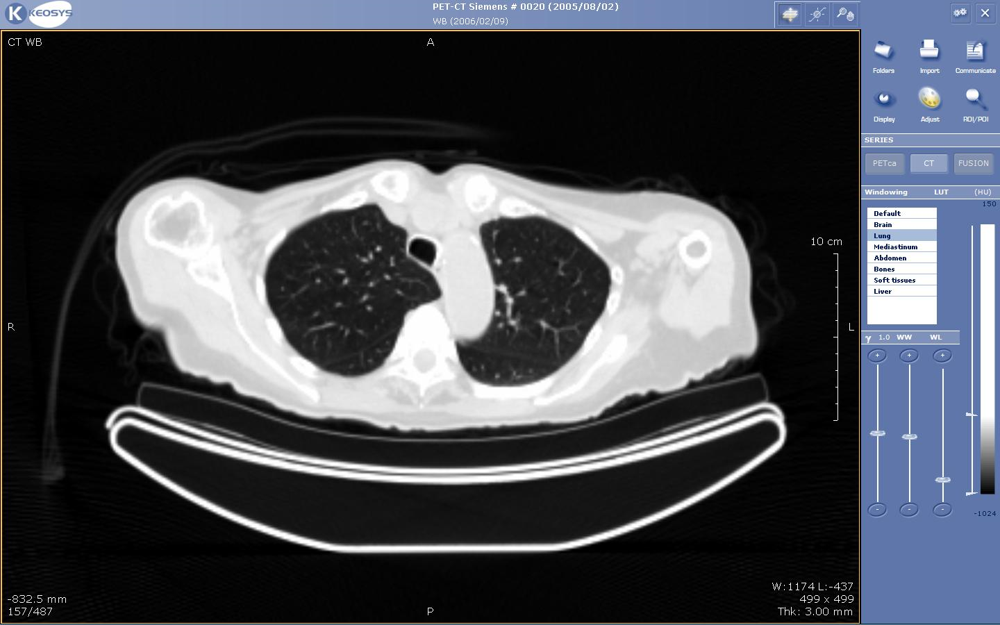 K KEOSYS
PET-CT Siemens # 0020 (2005/08/02)
WB (2006/02/09)
CT WB
A
R
L
10 cm
P
-832.5 mm
157/487
W:1174 L:-437
499 x 499
Thk: 3.00 mm
Folders Import Communicate
Display Adjust ROI/POI
SERIES
PETca CT FUSION
Windowing LUT (HU)
150
Default
Brain
Lung
Mediastinum
Abdomen
Bones
Soft tissues
Liver
γ 1.0 WW WL
+ + +
- - -
-1024